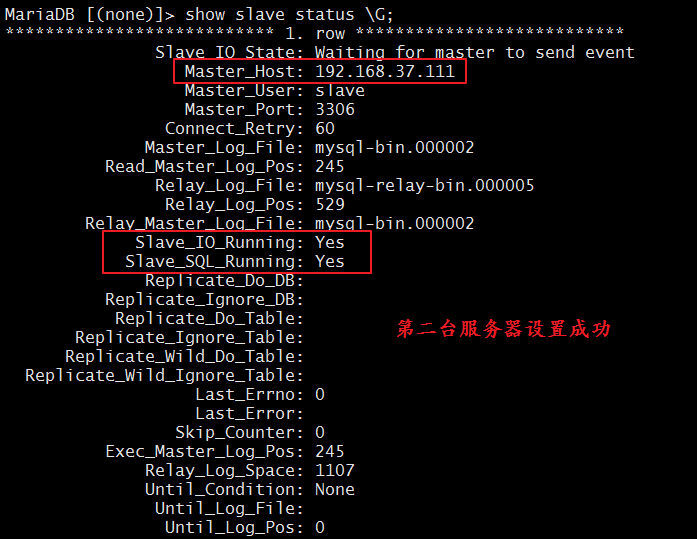 MariaDB [(none)]> show slave status \G;
*************************** 1. row ***************************
Slave_IO_State: Waiting for master to send event
Master_Host: 192.168.37.111
Master_User: slave
Master_Port: 3306
Connect_Retry: 60
Master_Log_File: mysql-bin.000002
Read_Master_Log_Pos: 245
Relay_Log_File: mysql-relay-bin.000005
Relay_Log_Pos: 529
Relay_Master_Log_File: mysql-bin.000002
Slave_IO_Running: Yes
Slave_SQL_Running: Yes
Replicate_Do_DB:
Replicate_Ignore_DB:
Replicate_Do_Table:
第二台服务器设置成功
Replicate_Ignore_Table:
Replicate_Wild_Do_Table:
Replicate_Wild_Ignore_Table:
Last_Errno: 0
Last_Error:
Skip_Counter: 0
Exec_Master_Log_Pos: 245
Relay_Log_Space: 1107
Until_Condition: None
Until_Log_File:
Until_Log_Pos: 0